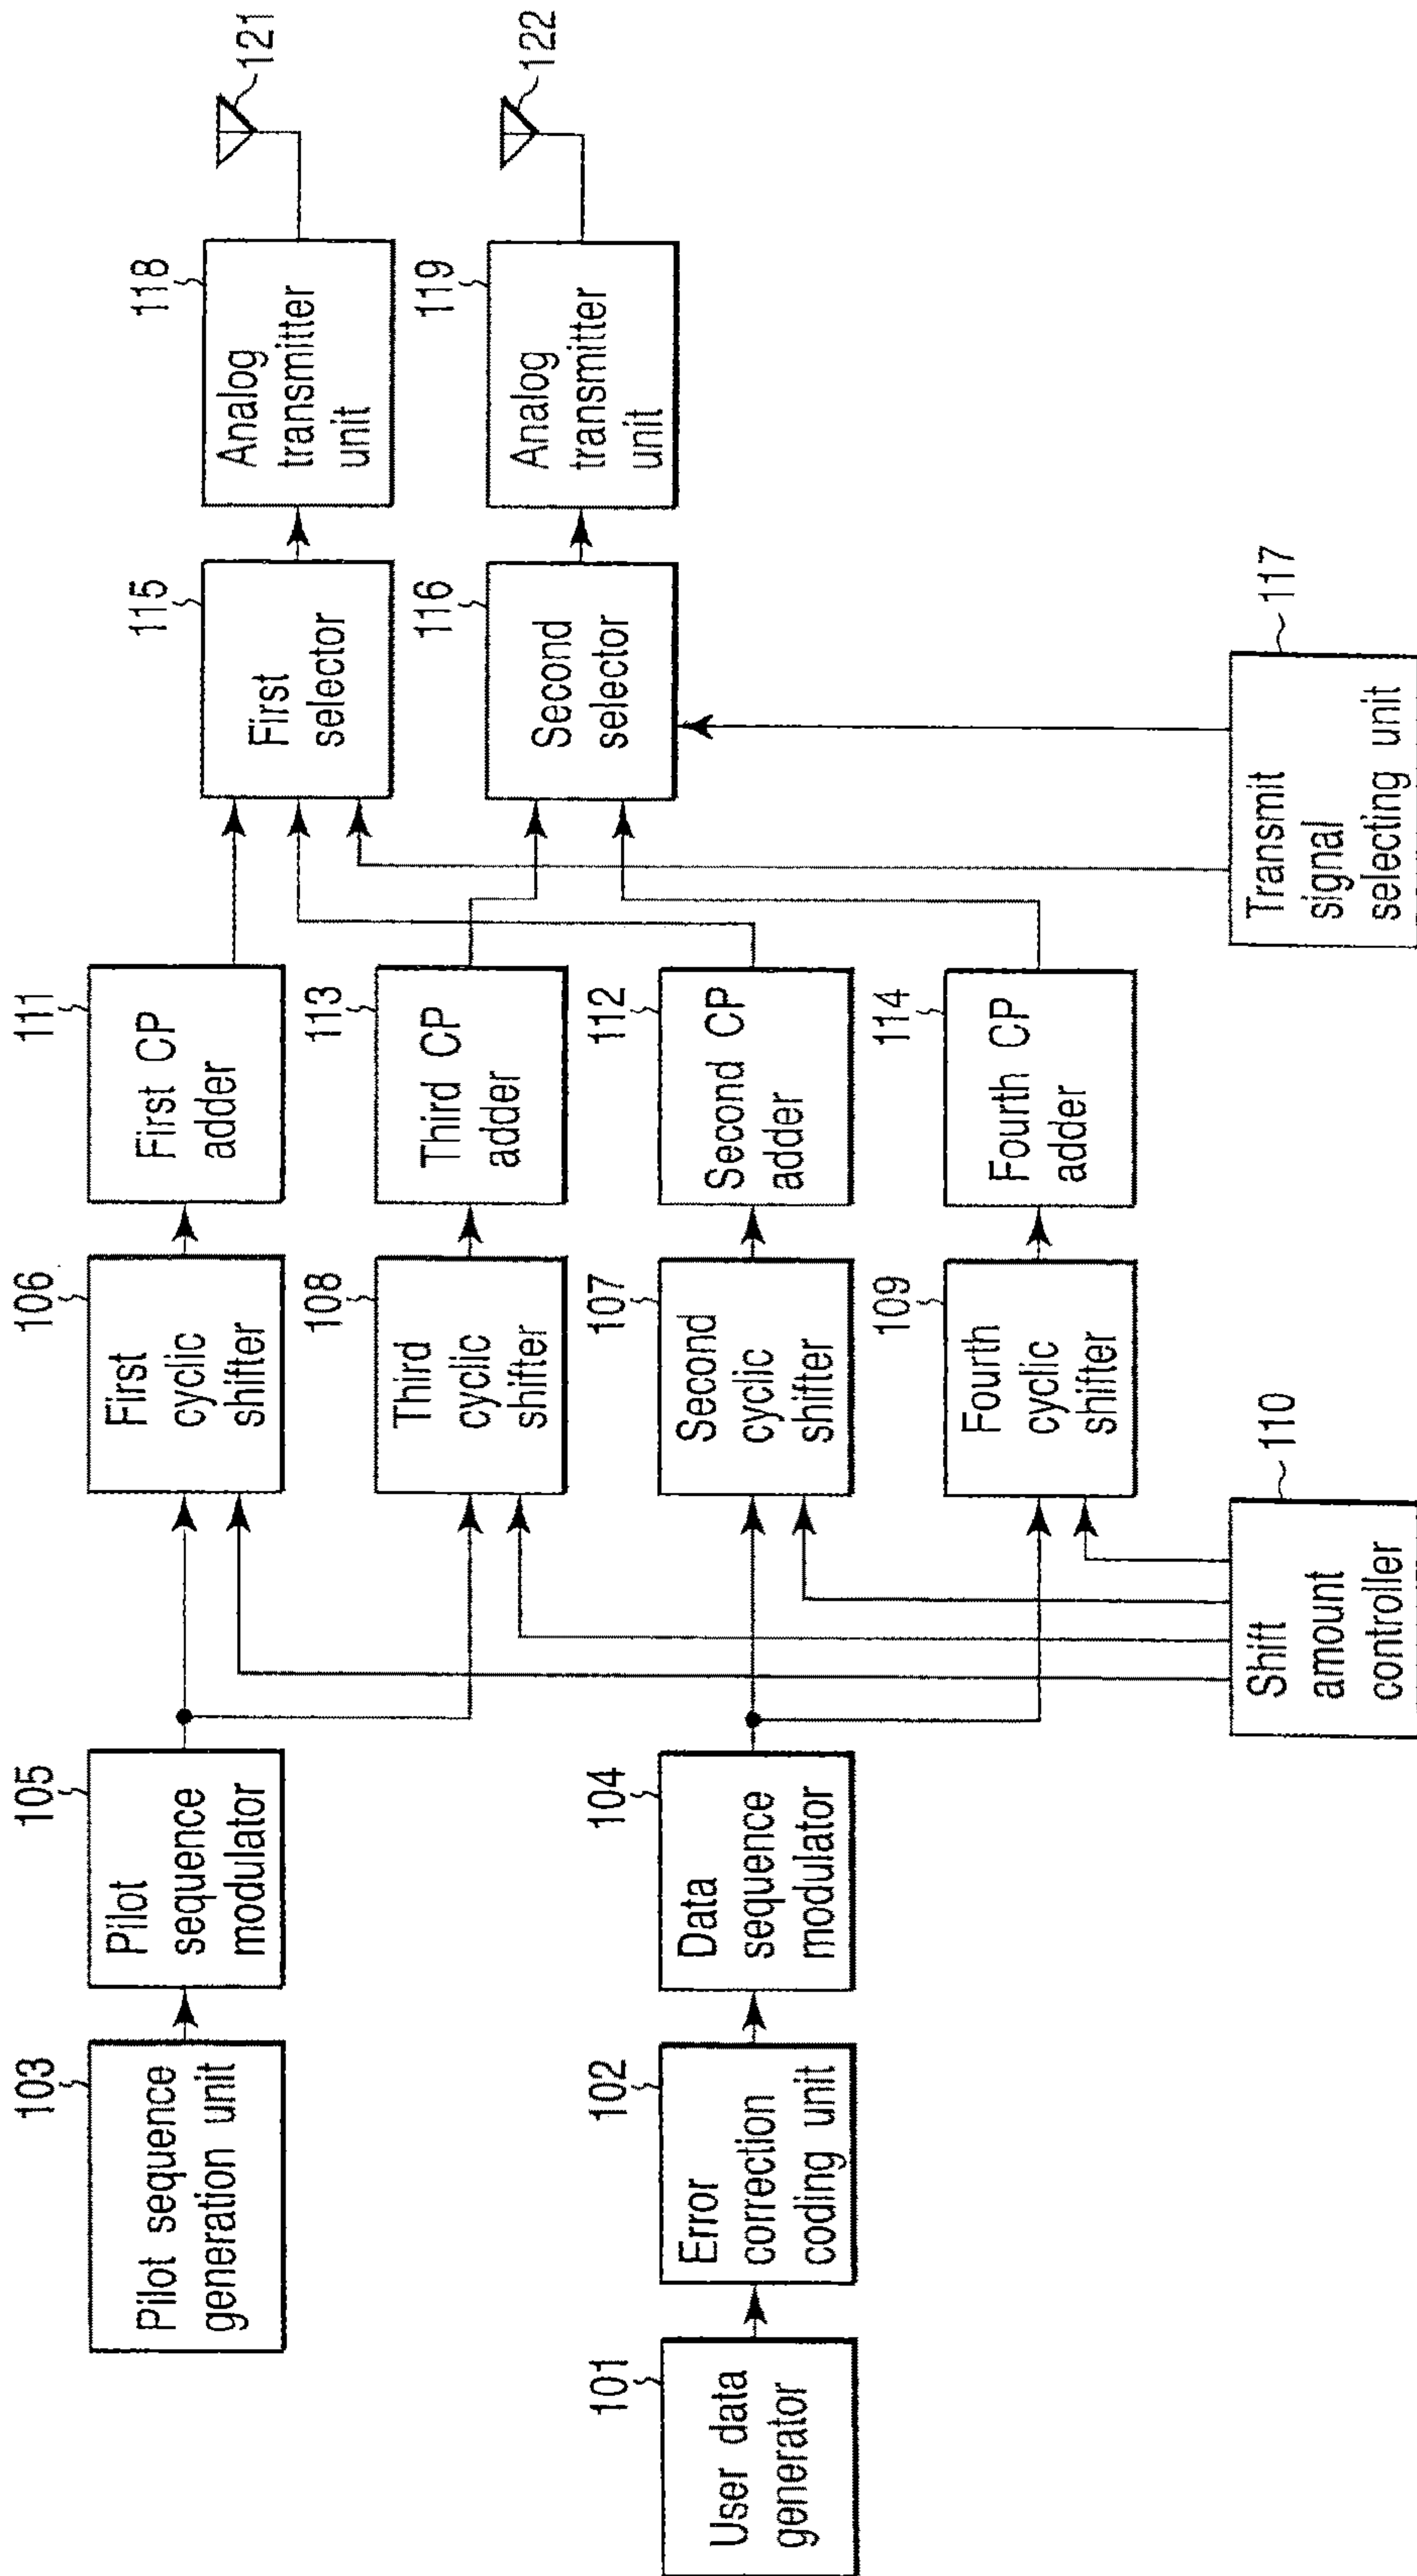 103
Pilot sequence
generation unit
105
Pilot
sequence
modulator
106
First
cyclic
shifter
111
First CP
adder
115
First
selector
118
Analog
transmitter
unit
121
108
Third
cyclic
shifter
113
Third CP
adder
116
Second
selector
119
Analog
transmitter
unit
122
101
User data
generator
102
Error
correction
coding unit
104
Data
sequence
modulator
107
Second
cyclic
shifter
112
Second CP
adder
109
Fourth
cyclic
shifter
114
Fourth CP
adder
110
Shift
amount
controller
117
Transmit
signal
selecting unit